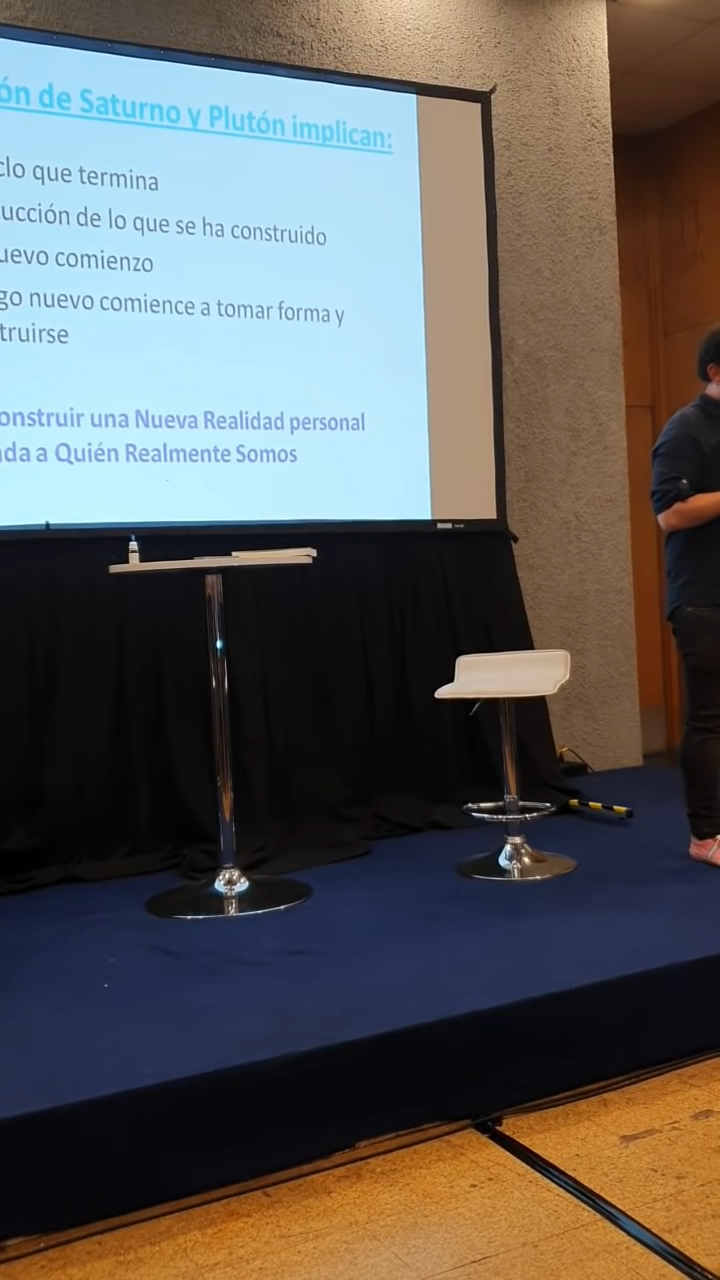 ón de Saturno y Plutón implican:
clo que termina
ucción de lo que se ha construido
uevo comienzo
go nuevo comience a tomar forma y
truirse
onstruir una Nueva Realidad personal
da a Quién Realmente Somos